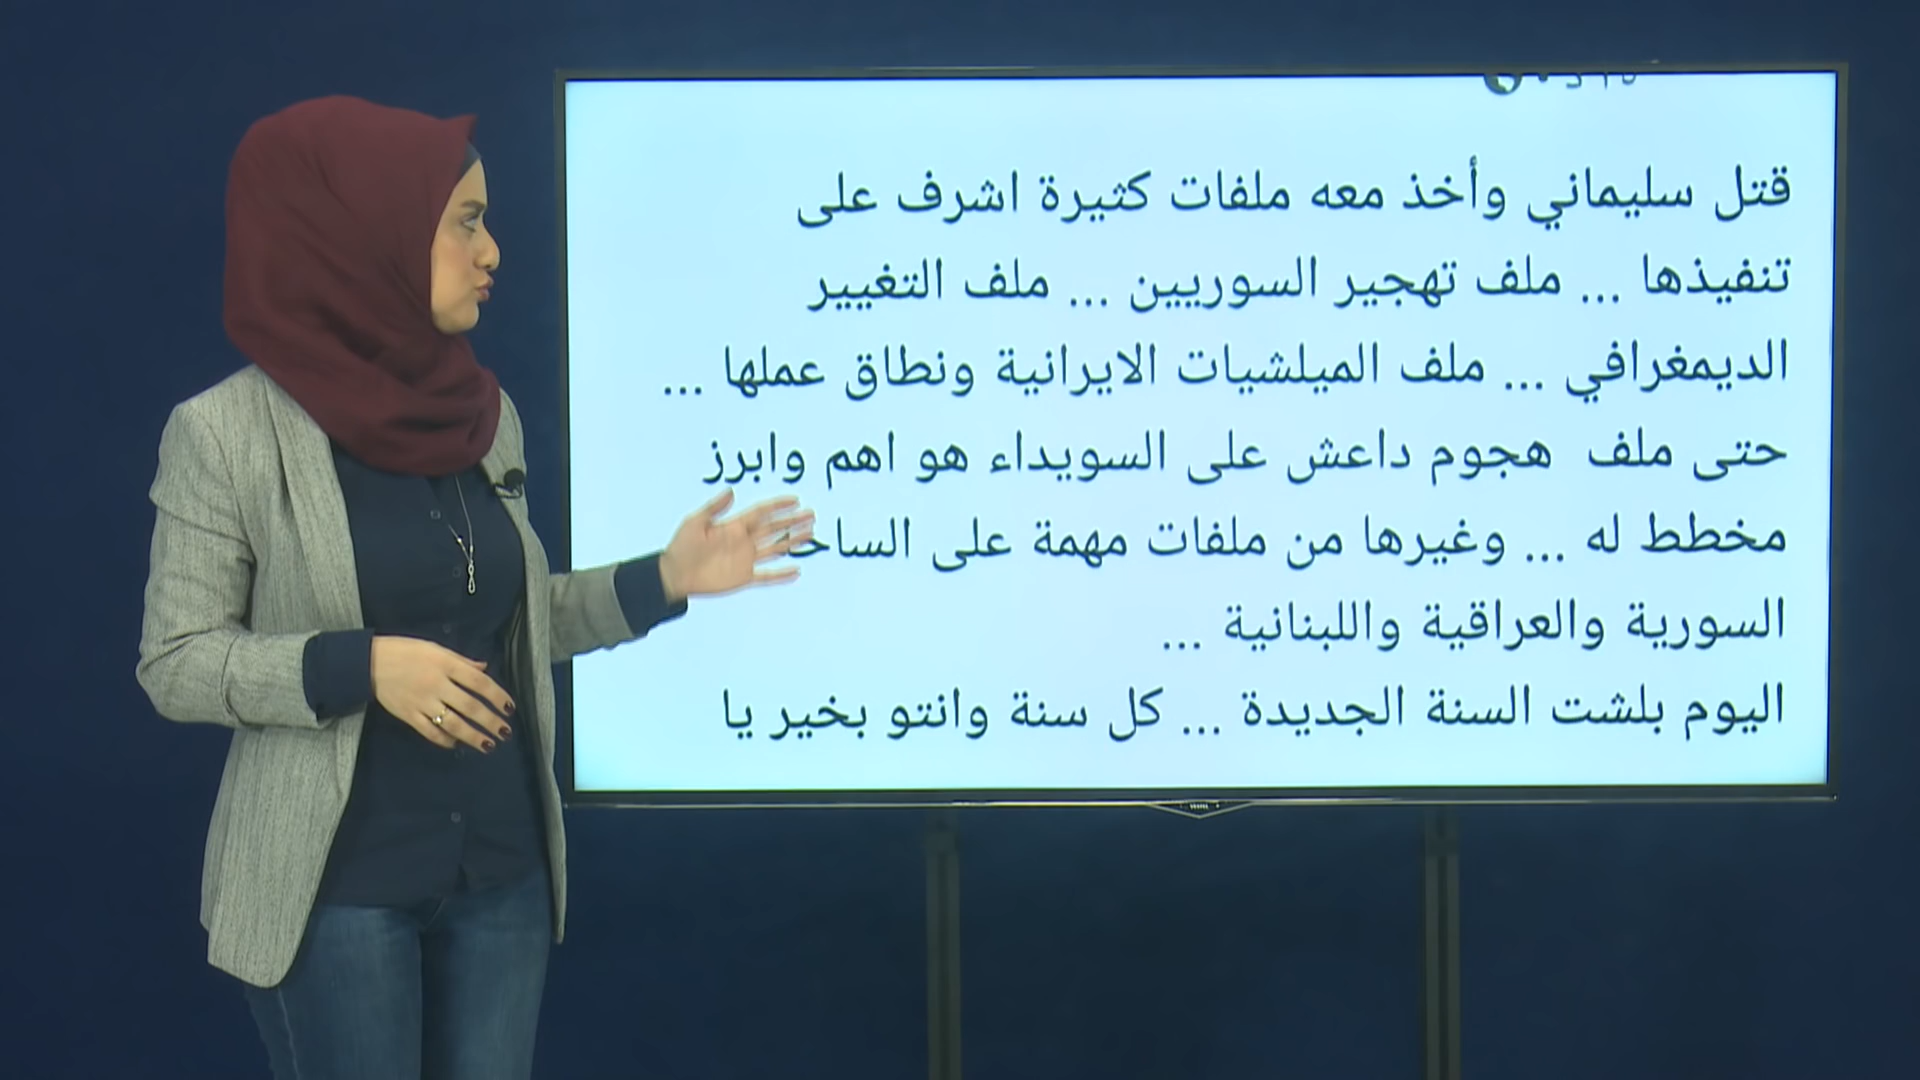 قتل سليماني وأخذ معه ملفات كثيرة اشرف على
تنفيذها ... ملف تهجير السوريين ... ملف التغيير
الديمغرافي ... ملف الميلشيات الايرانية ونطاق عملها ...
حتى ملف هجوم داعش على السويداء هو اهم وابرز
مخطط له ... وغيرها من ملفات مهمة على الساحة
السورية والعراقية واللبنانية ...
اليوم بلشت السنة الجديدة ... كل سنة وانتو بخير يا